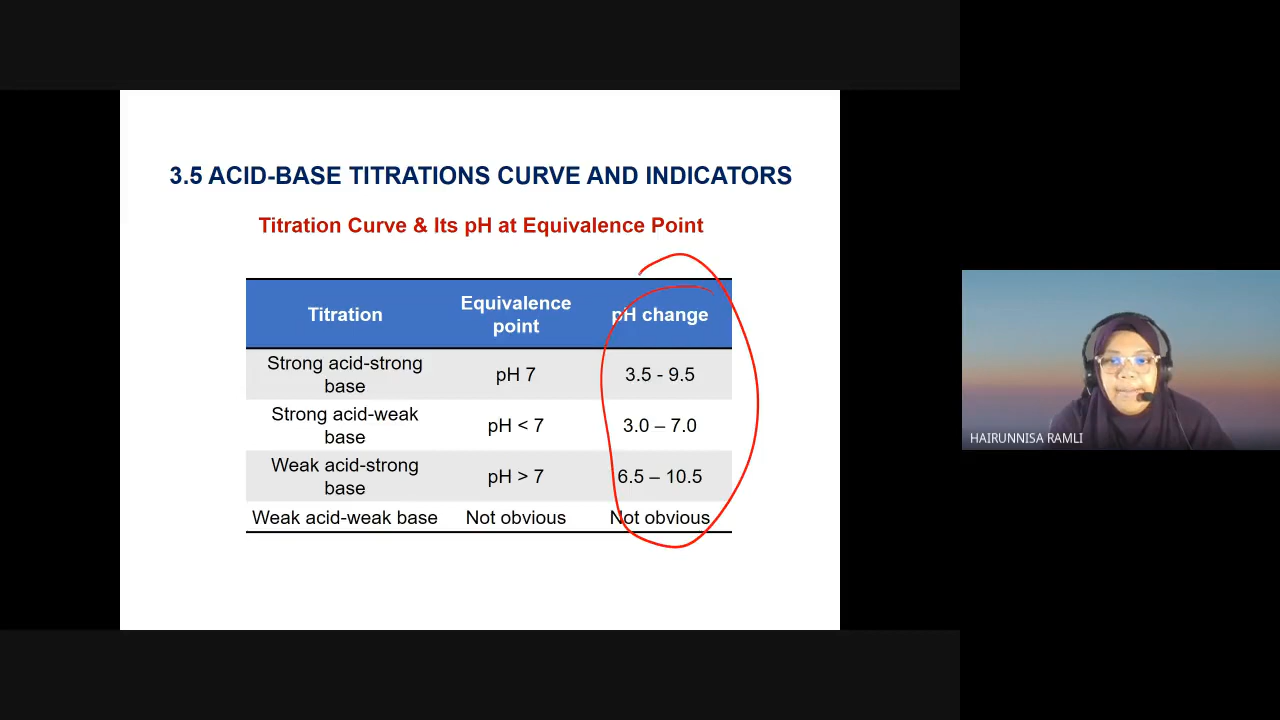 3.5 ACID-BASE TITRATIONS CURVE AND INDICATORS
Titration Curve & Its pH at Equivalence Point
Titration
Equivalence
point
pH change
Strong acid-strong
base
pH 7
3.5 - 9.5
Strong acid-weak
base
pH < 7
3.0 – 7.0
Weak acid-strong
base
pH > 7
6.5 – 10.5
Weak acid-weak base
Not obvious
Not obvious
HAIRUNNISA RAMLI